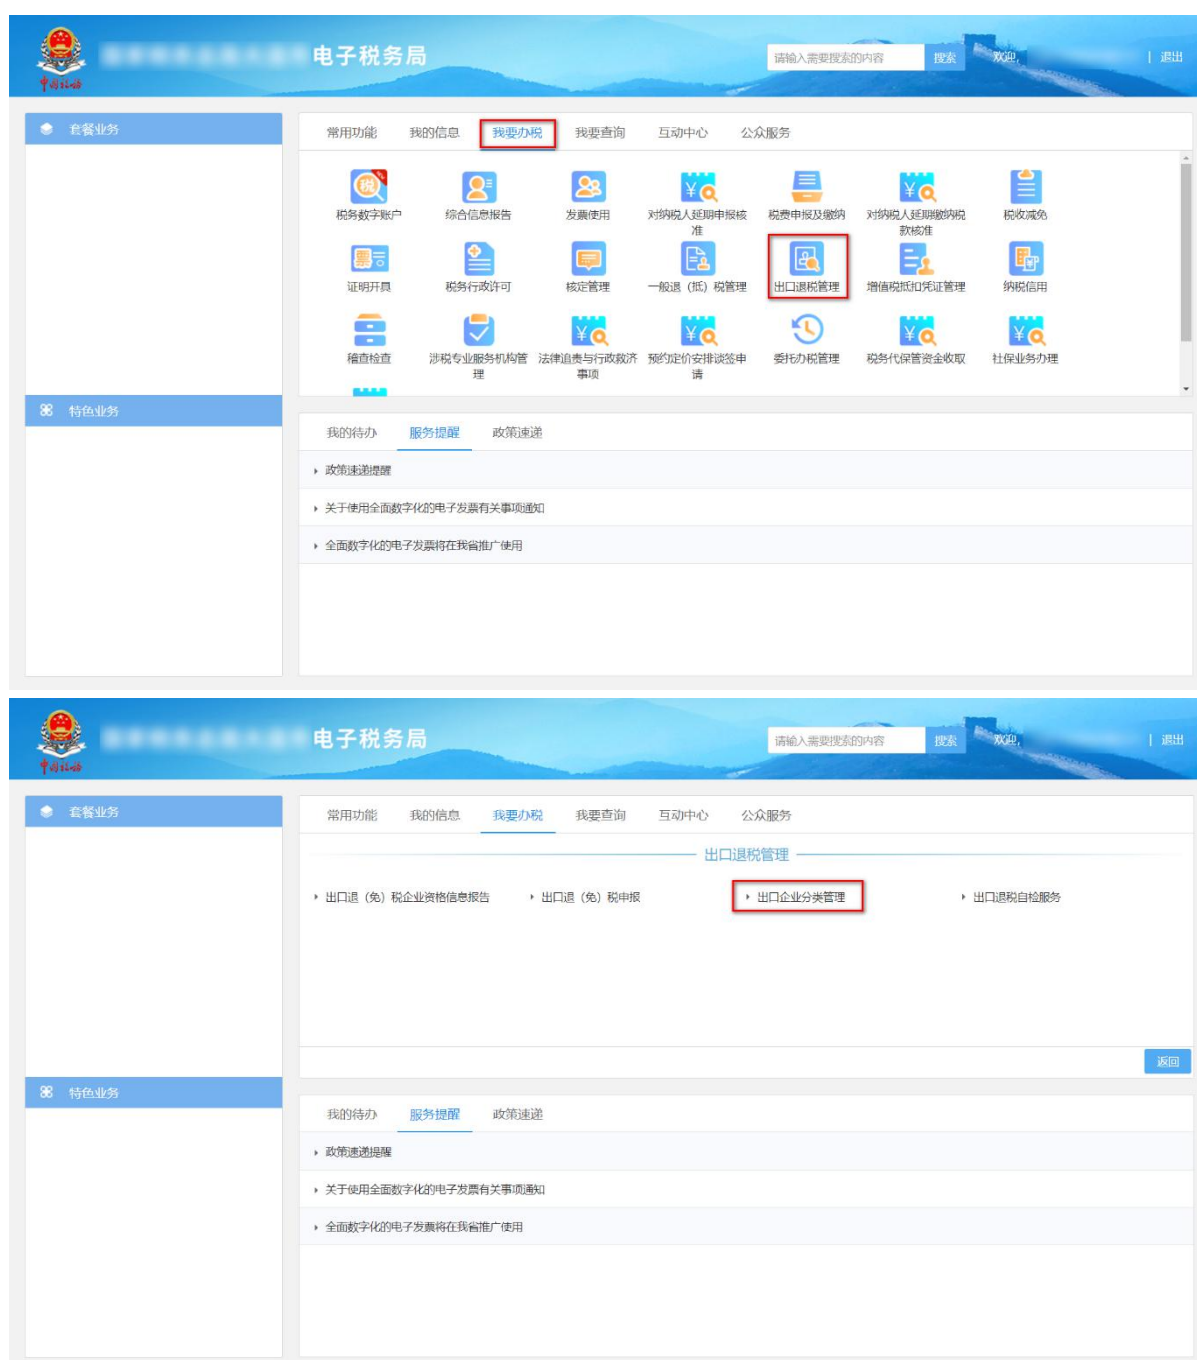 电子税务局
请输入需要搜索的内容 搜索 欢迎, | 退出
中国税务
套餐业务
常用功能 我的信息 我要办税 我要查询 互动中心 公众服务
税务数字账户 综合信息报告 发票使用 对纳税人延期申报核 税费申报及缴纳 对纳税人延期缴纳税 税收减免
准 款核准
证明开具 税务行政许可 核定管理 一般退（抵）税管理 出口退税管理 增值税抵扣凭证管理 纳税信用
稽查检查 涉税专业服务机构管 法律追责与行政救济 预约定价安排谈签申 委托办税管理 税务代保管资金收取 社保业务办理
理 事项 请
特色业务
我的待办 服务提醒 政策速递
政策速递提醒
关于使用全面数字化的电子发票有关事项通知
全面数字化的电子发票将在我省推广使用
电子税务局
请输入需要搜索的内容 搜索 欢迎, | 退出
中国税务
套餐业务
常用功能 我的信息 我要办税 我要查询 互动中心 公众服务
出口退税管理
出口退（免）税企业资格信息报告 出口退（免）税申报 出口企业分类管理 出口退税自检服务
返回
特色业务
我的待办 服务提醒 政策速递
政策速递提醒
关于使用全面数字化的电子发票有关事项通知
全面数字化的电子发票将在我省推广使用